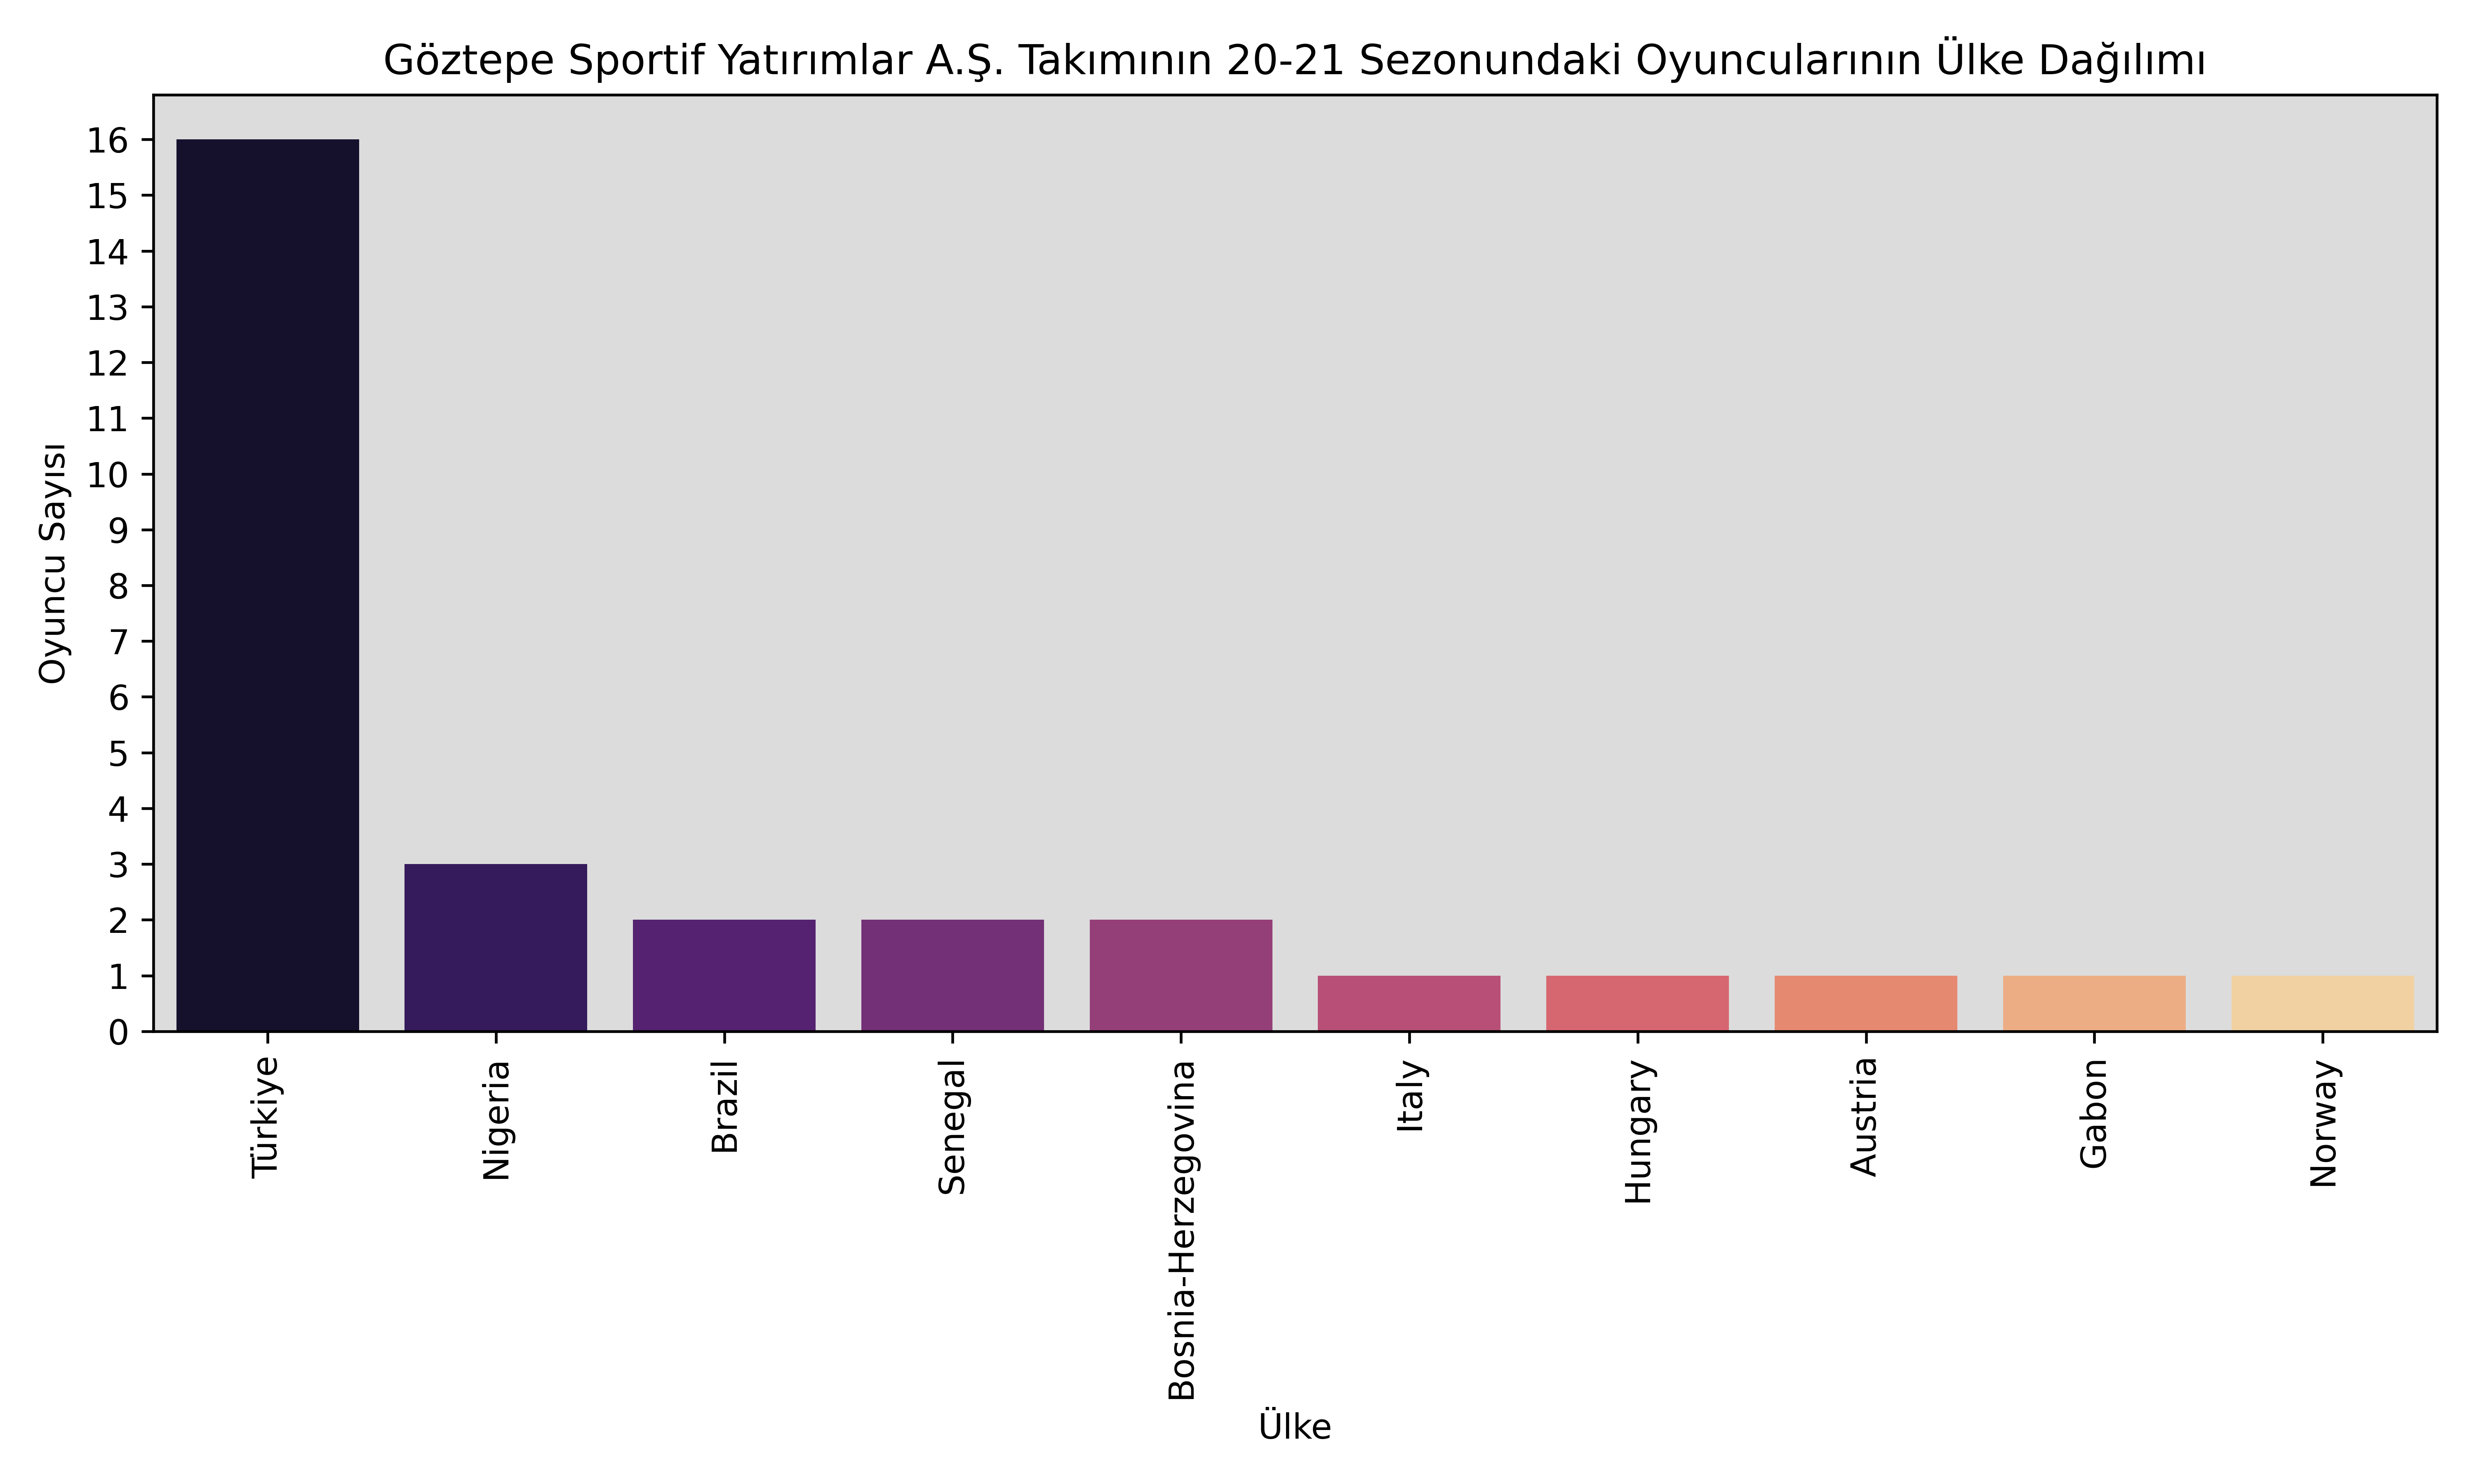 Göztepe Sportif Yatırımlar A.Ş. Takımının 20-21 Sezonundaki Oyuncularının Ülke Dağılımı
Oyuncu Sayısı
16
15
14
13
12
11
10
9
8
7
6
5
4
3
2
1
0
Türkiye
Nigeria
Brazil
Senegal
Bosnia-Herzegovina
Italy
Hungary
Austria
Gabon
Norway
Ülke